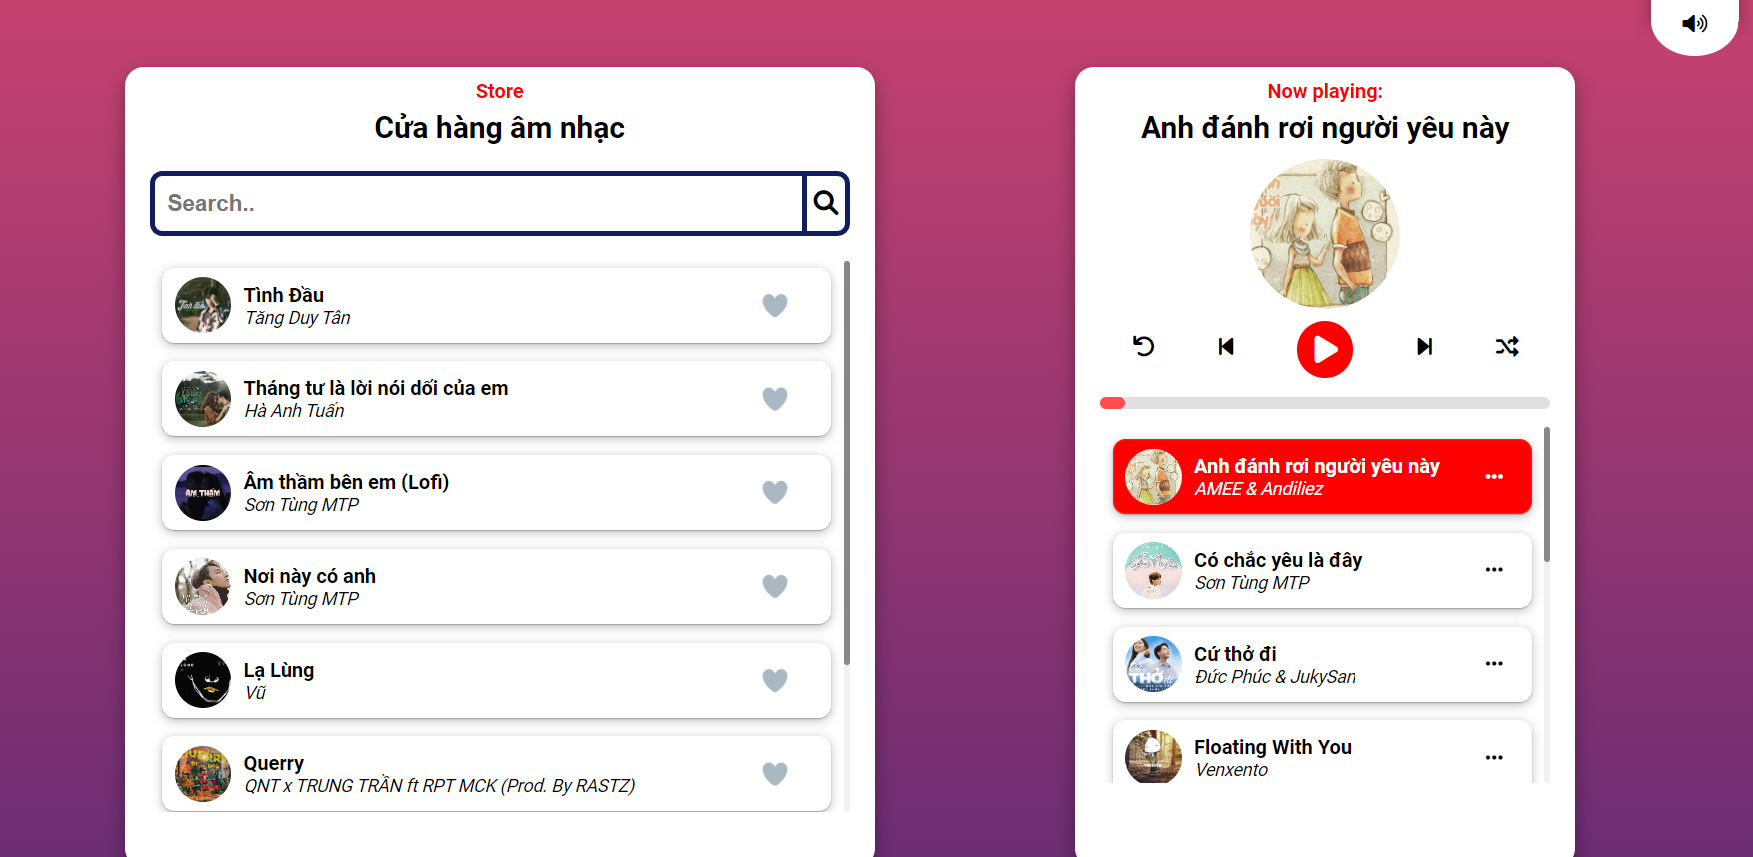 Store
Cửa hàng âm nhạc
Search..
Tình Đầu
Tăng Duy Tân
Tháng tư là lời nói dối của em
Hà Anh Tuấn
ÂM THẦM
Âm thầm bên em (Lofi)
Sơn Tùng MTP
Nơi này có anh
Sơn Tùng MTP
Lạ Lùng
Vũ
Querry
QNT x TRUNG TRẦN ft RPT MCK (Prod. By RASTZ)
Now playing:
Anh đánh rơi người yêu này
Anh đánh rơi người yêu này
AMEE & Andiliez
Có chắc yêu là đây
Sơn Tùng MTP
THỞ
Cứ thở đi
Đức Phúc & JukySan
Floating With You
Venxento